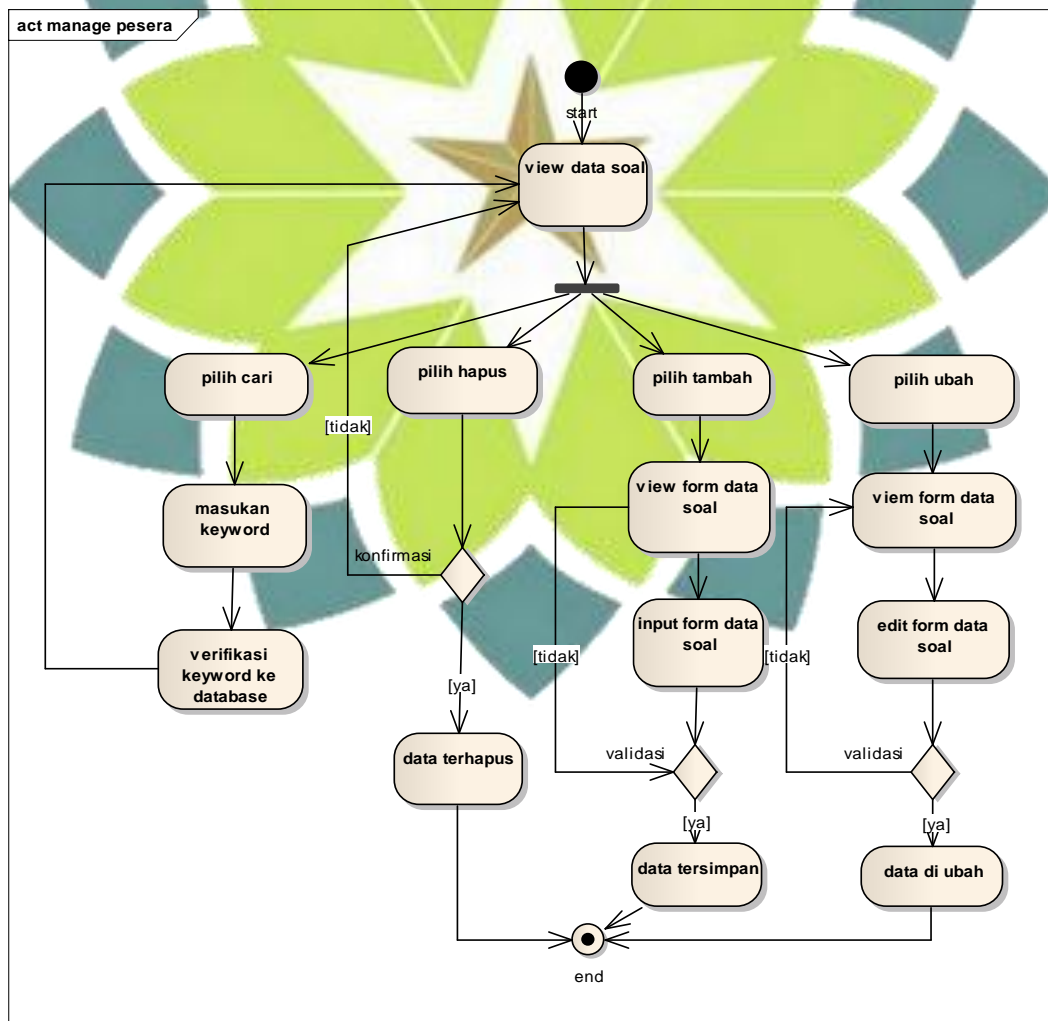 act manage pesera
start
view data soal
pilih cari
pilih hapus
pilih tambah
pilih ubah
[tidak]
masukan
keyword
view form data
soal
viem form data
soal
konfirmasi
verifikasi
keyword ke
database
input form data
soal
edit form data
soal
[tidak]
[tidak]
[ya]
data terhapus
validasi
validasi
[ya]
[ya]
data tersimpan
data di ubah
end